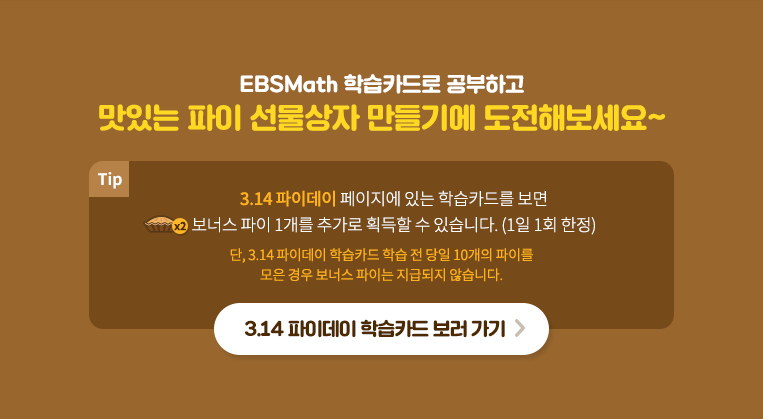 EBSMath 학습카드로 공부하고
맛있는 파이 선물상자 만들기에 도전해보세요~
Tip
3.14 파이데이 페이지에 있는 학습카드를 보면
x2 보너스 파이 1개를 추가로 획득할 수 있습니다. (1일 1회 한정)
단, 3.14 파이데이 학습카드 학습 전 당일 10개의 파이를
모은 경우 보너스 파이는 지급되지 않습니다.
3.14 파이데이 학습카드 보러 가기 >